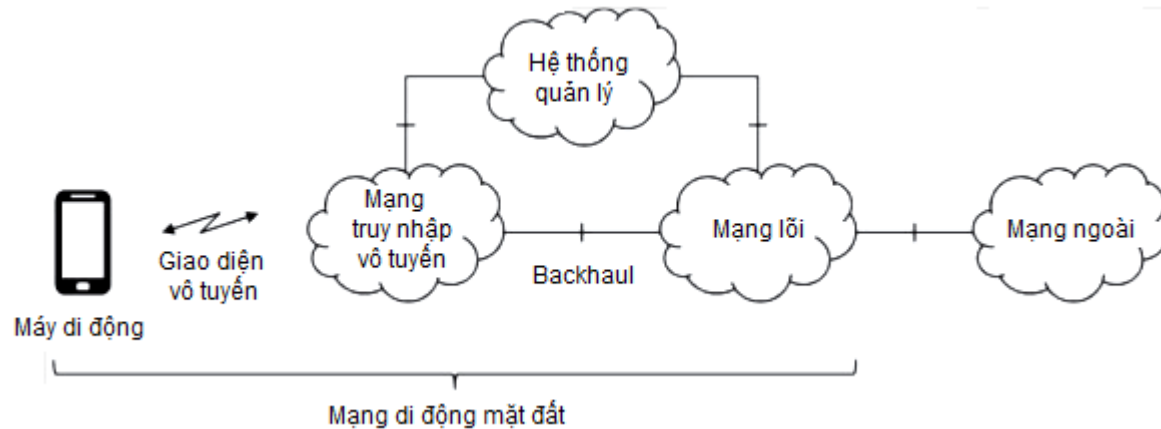 Hệ thống
quản lý
Mạng
truy nhập
vô tuyến
Mạng lõi
Mạng ngoài
Giao diện
vô tuyến
Backhaul
Máy di động
Mạng di động mặt đất